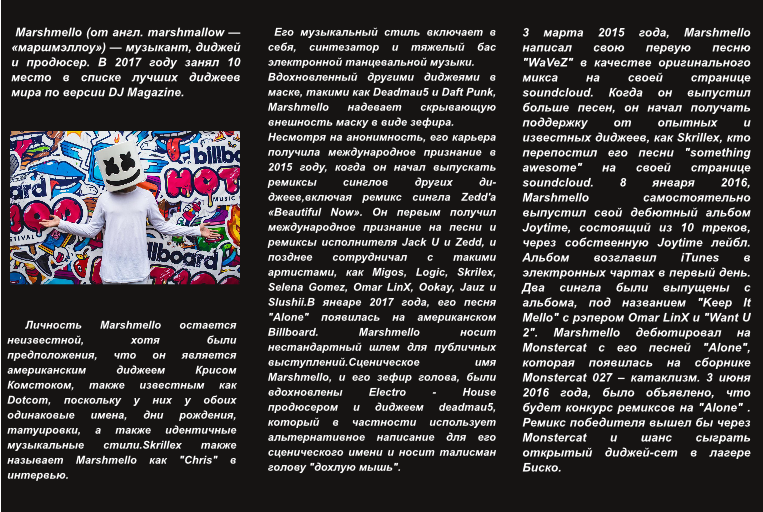 Marshmello (от англ. marshmallow —
«маршмэллоу») — музыкант, диджей
и продюсер. В 2017 году занял 10
место в списке лучших диджеев
мира по версии DJ Magazine.
billbo
ard
HOT
MUSIC
STIVAL
illboard
HOT
Личность Marshmello остается
неизвестной, хотя были
предположения, что он является
американским диджеем Крисом
Комстоком, также известным как
Dotcom, поскольку у них у обоих
одинаковые имена, дни рождения,
татуировки, а также идентичные
музыкальные стили.Skrillex также
называет Marshmello как "Chris" в
интервью.
Его музыкальный стиль включает в
себя, синтезатор и тяжелый бас
электронной танцевальной музыки.
Вдохновленный другими диджеями в
маске, такими как Deadmau5 и Daft Punk,
Marshmello надевает скрывающую
внешность маску в виде зефира.
Несмотря на анонимность, его карьера
получила международное признание в
2015 году, когда он начал выпускать
ремиксы синглов других ди-
джеев,включая ремикс сингла Zedd'a
«Beautiful Now». Он первым получил
международное признание на песни и
ремиксы исполнителя Jack U и Zedd, и
позднее сотрудничал с такими
артистами, как Migos, Logic, Skrilex,
Selena Gomez, Omar LinX, Ookay, Jauz и
Slushii.В январе 2017 года, его песня
"Alone" появилась на американском
Billboard. Marshmello носит
нестандартный шлем для публичных
выступлений.Сценическое имя
Marshmello, и его зефир голова, были
вдохновлены Electro - House
продюсером и диджеем deadmau5,
который в частности использует
альтернативное написание для его
сценического имени и носит талисман
голову "дохлую мышь".
3 марта 2015 года, Marshmello
написал свою первую песню
"WaVeZ" в качестве оригинального
микса на своей странице
soundcloud. Когда он выпустил
больше песен, он начал получать
поддержку от опытных и
известных диджеев, как Skrillex, кто
перепостил его песни "something
awesome" на своей странице
soundcloud. 8 января 2016,
Marshmello самостоятельно
выпустил свой дебютный альбом
Joytime, состоящий из 10 треков,
через собственную Joytime лейбл.
Альбом возглавил iTunes в
электронных чартах в первый день.
Два сингла были выпущены с
альбома, под названием "Keep It
Mello" с рэпером Omar LinX и "Want U
2". Marshmello дебютировал на
Monstercat с его песней "Alone",
которая появилась на сборнике
Monstercat 027 – катаклизм. 3 июня
2016 года, было объявлено, что
будет конкурс ремиксов на "Alone" .
Ремикс победителя вышел бы через
Monstercat и шанс сыграть
открытый диджей-сет в лагере
Биско.